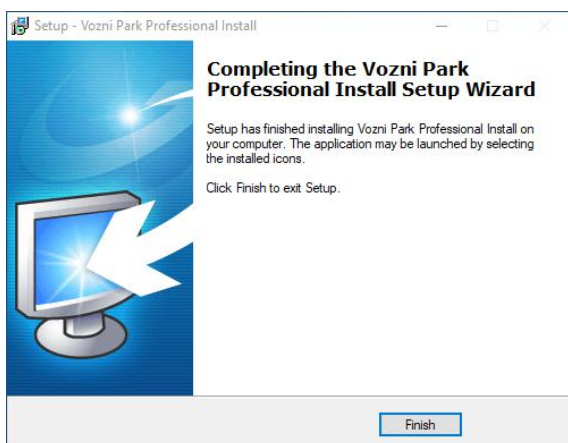 Setup - Vozni Park Professional Install
Completing the Vozni Park
Professional Install Setup Wizard
Setup has finished installing Vozni Park Professional Install on
your computer. The application may be launched by selecting
the installed icons.
Click Finish to exit Setup.
Finish